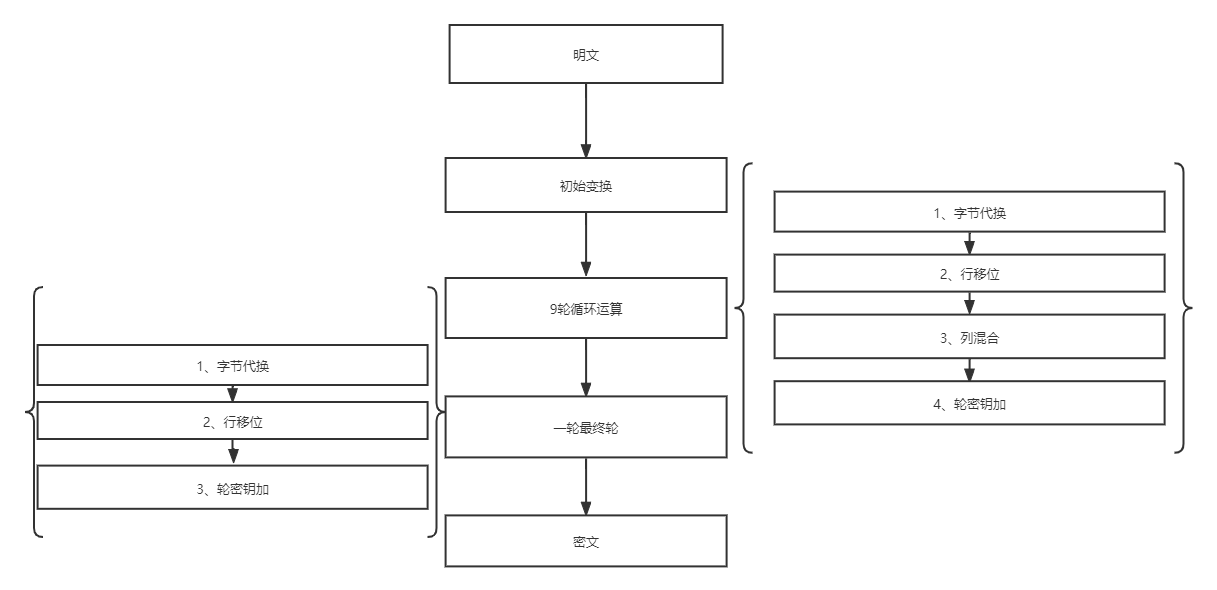 明文
初始变换
9轮循环运算
一轮最终轮
密文
1、字节代换
2、行移位
3、列混合
4、轮密钥加
1、字节代换
2、行移位
3、轮密钥加